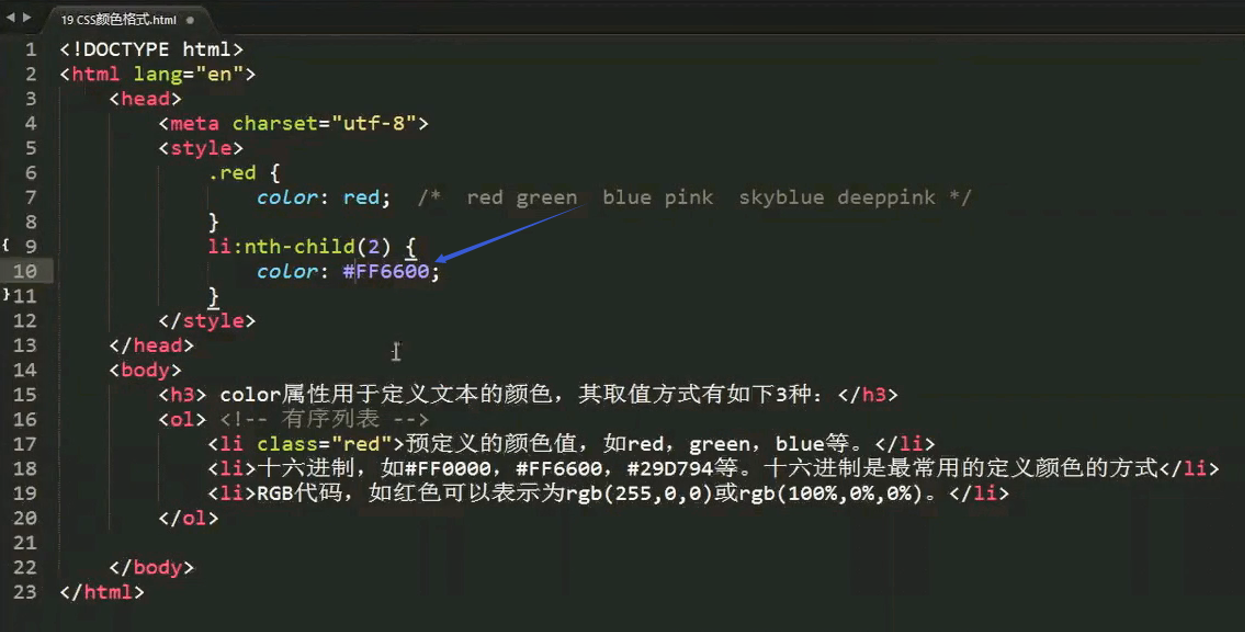 19 CSS颜色格式.html
1 <!DOCTYPE html>
2 <html lang="en">
3 <head>
4 <meta charset="utf-8">
5 <style>
6 .red {
7 color: red; /* red green blue pink skyblue deeppink */
8 }
{ 9 li:nth-child(2) {
10 color: #FF6600;
}11 }
12 </style>
13 </head>
14 <body>
15 <h3> color属性用于定义文本的颜色，其取值方式有如下3种：</h3>
16 <ol> <!-- 有序列表 -->
17 <li class="red">预定义的颜色值，如red，green，blue等。</li>
18 <li>十六进制，如#FF0000，#FF6600，#29D794等。十六进制是最常用的定义颜色的方式</li>
19 <li>RGB代码，如红色可以表示为rgb(255,0,0)或rgb(100%,0%,0%)。</li>
20 </ol>
21
22 </body>
23 </html>